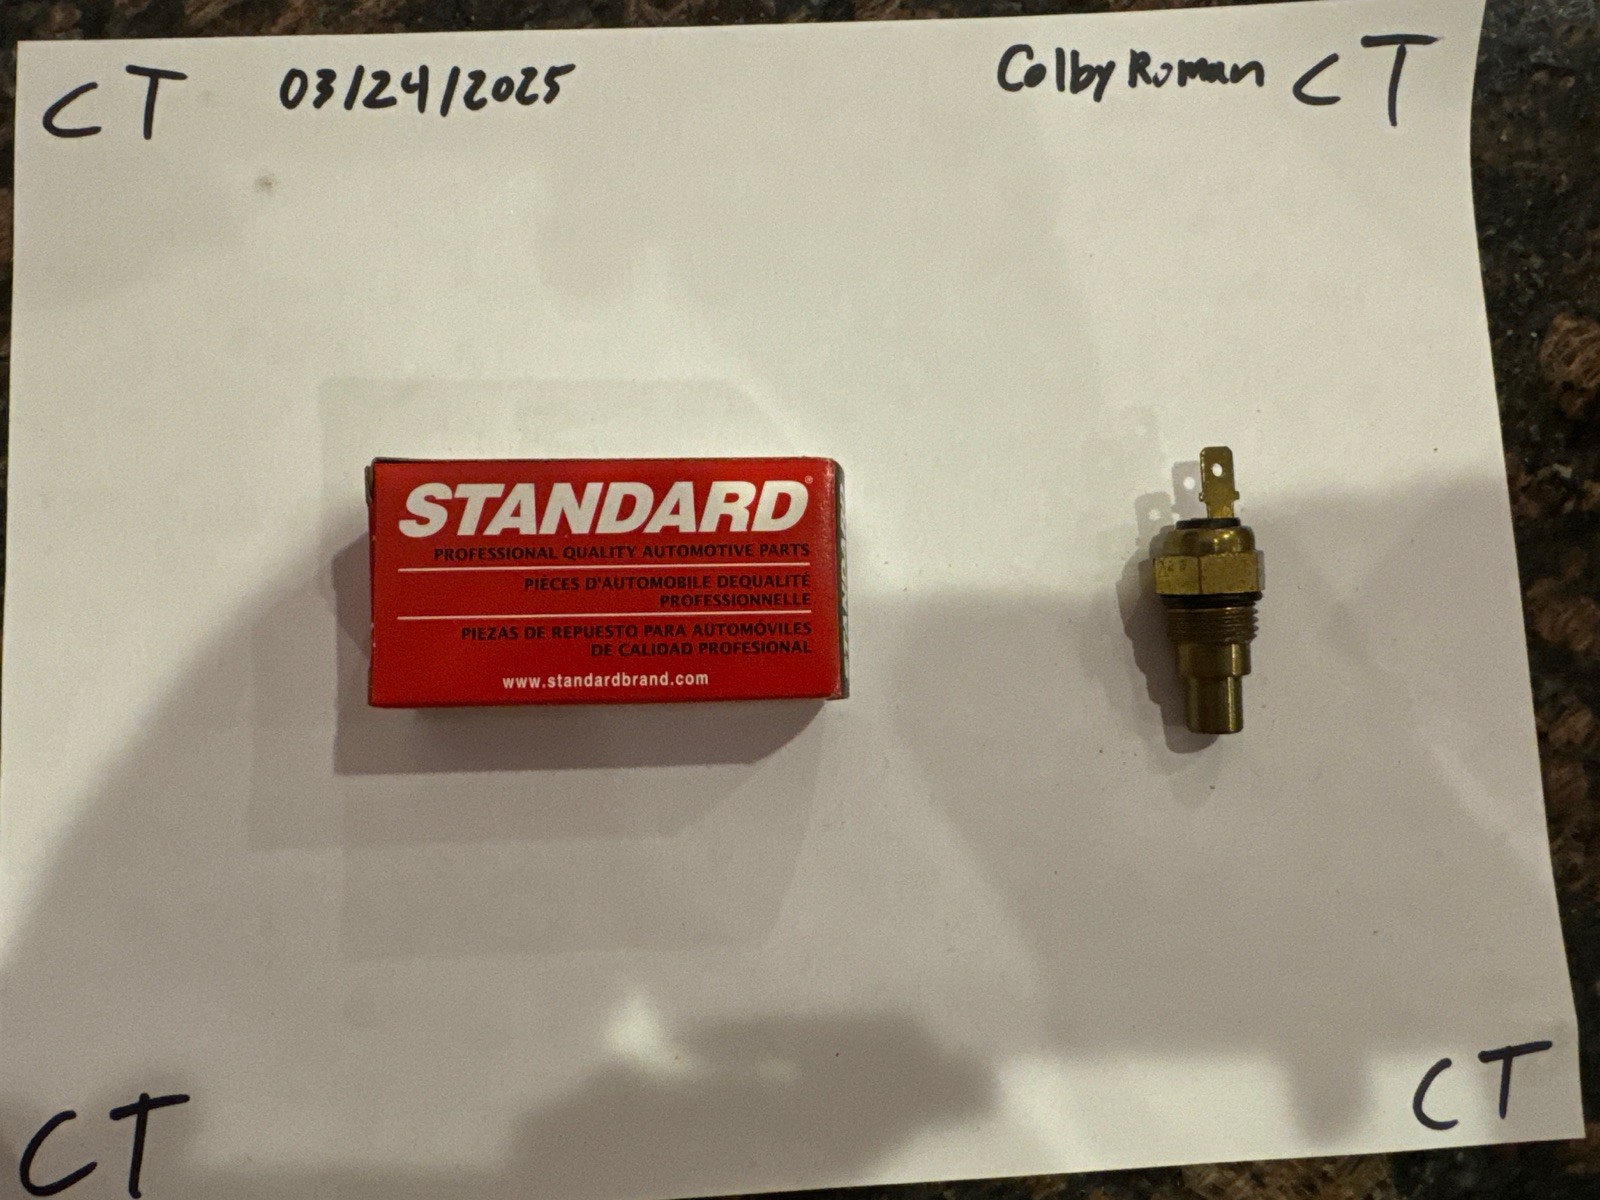 CT 03/24/2025 Colby Roman CT
STANDARD®
PROFESSIONAL QUALITY AUTOMOTIVE PARTS
PIÈCES D'AUTOMOBILE DEQUALITÉ
PROFESSIONNELLE
PIEZAS DE REPUESTO PARA AUTOMÓVILES
DE CALIDAD PROFESIONAL
www.standardbrand.com
CT CT